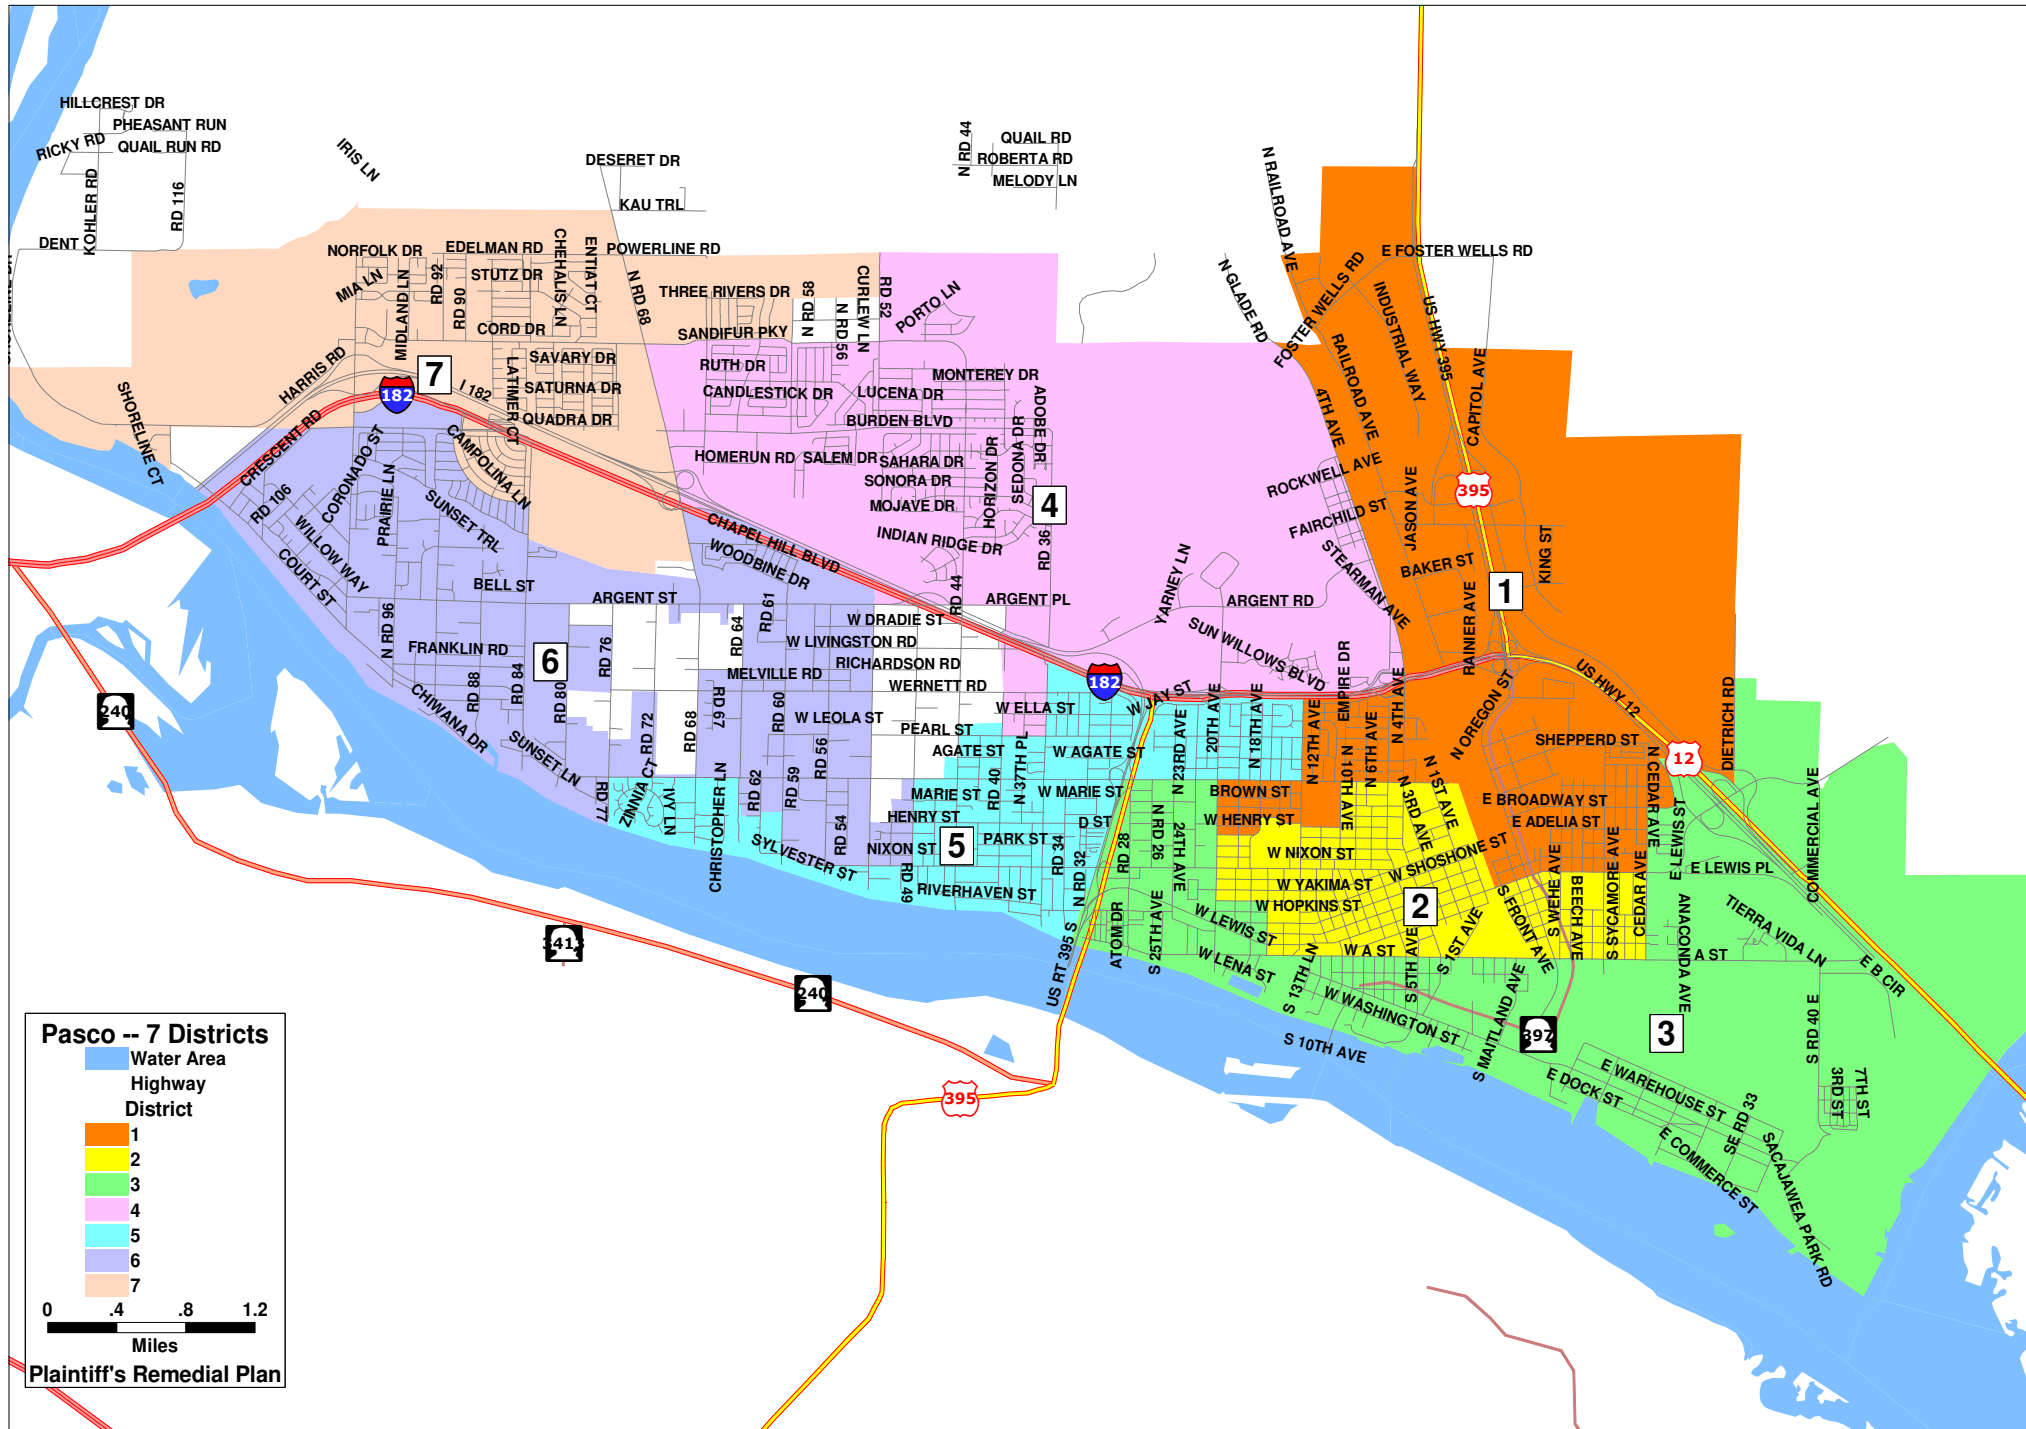 HILLCREST DR
PHEASANT RUN
RICKY RD
QUAIL RUN RD
KOHLER RD
RD 116
DENT
IRIS LN
DESERET DR
KAU TRL
N RD 44
QUAIL RD
ROBERTA RD
MELODY LN
NORFOLK DR
EDELMAN RD
POWERLINE RD
MIA LN
MIDLAND LN
RD 92
RD 90
STUTZ DR
CHEHALIS LN
ENTIAT CT
N RD 68
CORD DR
THREE RIVERS DR
SANDIFUR PKY
N RD 58
N RD 56
CURLEW LN
RD 52
PORTO LN
N RAILROAD AVE
N GLADE RD
FOSTER WELLS RD
E FOSTER WELLS RD
INDUSTRIAL WAY
US HWY 395
RAILROAD AVE
4TH AVE
CAPITOL AVE
HARRIS RD
7
I 182
182
LATIMER CT
SAVARY DR
SATURNA DR
QUADRA DR
RUTH DR
CANDLESTICK DR
LUCENA DR
MONTEREY DR
BURDEN BLVD
ADOBE DR
SHORELINE CT
CRESCENT RD
CORONADO ST
CAMPOLINA LN
HOMERUN RD
SALEM DR
SAHARA DR
SONORA DR
MOJAVE DR
HORIZON DR
SEDONA DR
4
INDIAN RIDGE DR
RD 36
ROCKWELL AVE
FAIRCHILD ST
JASON AVE
395
KING ST
RD 106
WILLOW WAY
PRAIRIE LN
SUNSET TRL
COURT ST
CHAPEL HILL BLVD
WOODBINE DR
STEARMAN AVE
BAKER ST
1
BELL ST
ARGENT ST
RD 44
ARGENT PL
YARNEY LN
ARGENT RD
RAINIER AVE
N RD 96
FRANKLIN RD
6
RD 76
RD 64
RD 61
W DRADIE ST
W LIVINGSTON RD
RICHARDSON RD
MELVILLE RD
WERNETT RD
SUN WILLOWS BLVD
EMPIRE DR
N 4TH AVE
US HWY 12
N OREGON ST
DIETRICH RD
240
CHIWANA DR
RD 88
RD 84
RD 80
RD 72
RD 68
RD 67
RD 60
W LEOLA ST
W ELLA ST
PEARL ST
182
W JAY ST
SUNSET LN
RD 56
AGATE ST
N 37TH PL
W AGATE ST
N 23RD AVE
20TH AVE
N 18TH AVE
N 12TH AVE
N 10TH AVE
N 6TH AVE
N 3RD AVE
N 1ST AVE
SHEPPERD ST
N CEDAR AVE
12
RD 77
ZINNIA CT
IVY LN
CHRISTOPHER LN
RD 62
RD 59
RD 54
MARIE ST
RD 40
W MARIE ST
BROWN ST
E BROADWAY ST
E ADELIA ST
E LEWIS ST
COMMERCIAL AVE
HENRY ST
D ST
W HENRY ST
SYLVESTER ST
NIXON ST
5
PARK ST
RD 34
N RD 32
RD 28
N RD 26
24TH AVE
W NIXON ST
W SHOSHONE ST
E LEWIS PL
RD 49
RIVERHAVEN ST
W YAKIMA ST
W HOPKINS ST
2
S FRONT AVE
S WEHE AVE
BEECH AVE
S SYCAMORE AVE
CEDAR AVE
ANACONDA AVE
TIERRA VIDA LN
US RT 395 S
ATOM DR
S 25TH AVE
W LEWIS ST
W LENA ST
W A ST
S 5TH AVE
S 1ST AVE
A ST
E B CIR
3413
240
S 13TH LN
W WASHINGTON ST
S MAITLAND AVE
397
3
S RD 40 E
S 10TH AVE
E DOCK ST
E WAREHOUSE ST
SE RD 33
3RD ST
7TH ST
E COMMERCE ST
SACAJAWEA PARK RD
395
Pasco -- 7 Districts
Water Area
Highway
District
1
2
3
4
5
6
7
0 .4 .8 1.2
Miles
Plaintiff's Remedial Plan